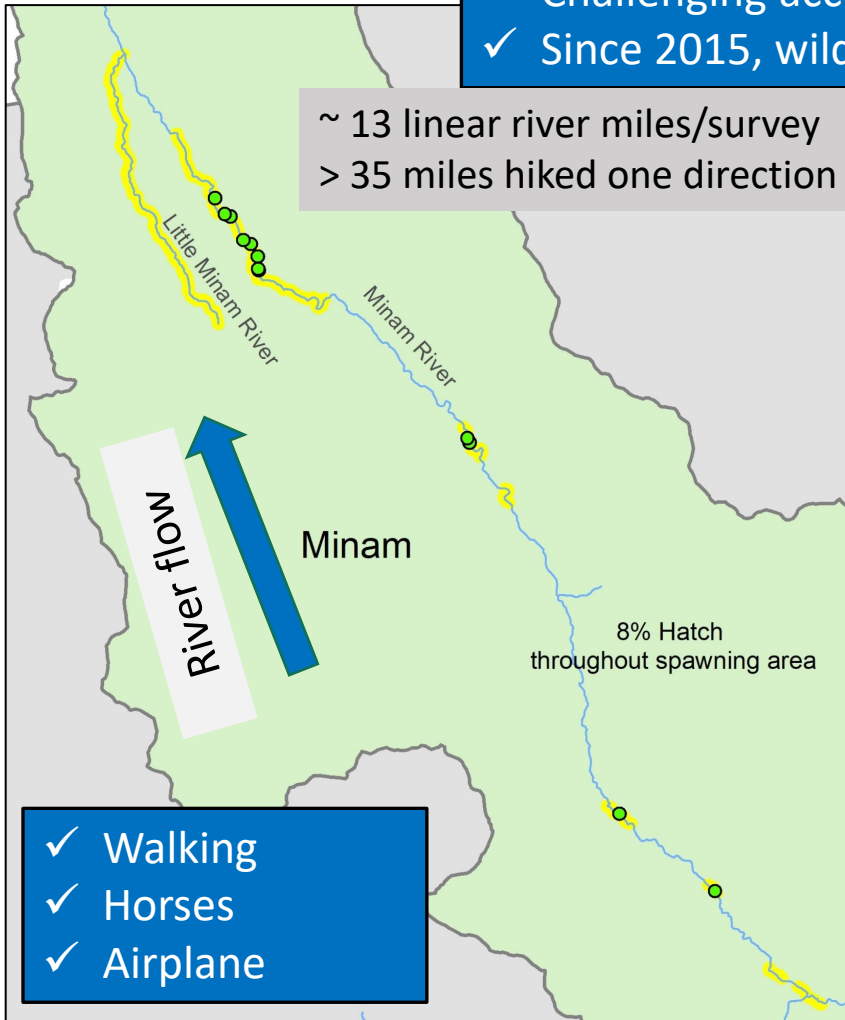 Challenging
✓ Since 2015,
~ 13 linear river miles/survey
> 35 miles hiked one direction
Little Minam River
Minam River
River flow
Minam
8% Hatch
throughout spawning area
✓ Walking
✓ Horses
✓ Airplane